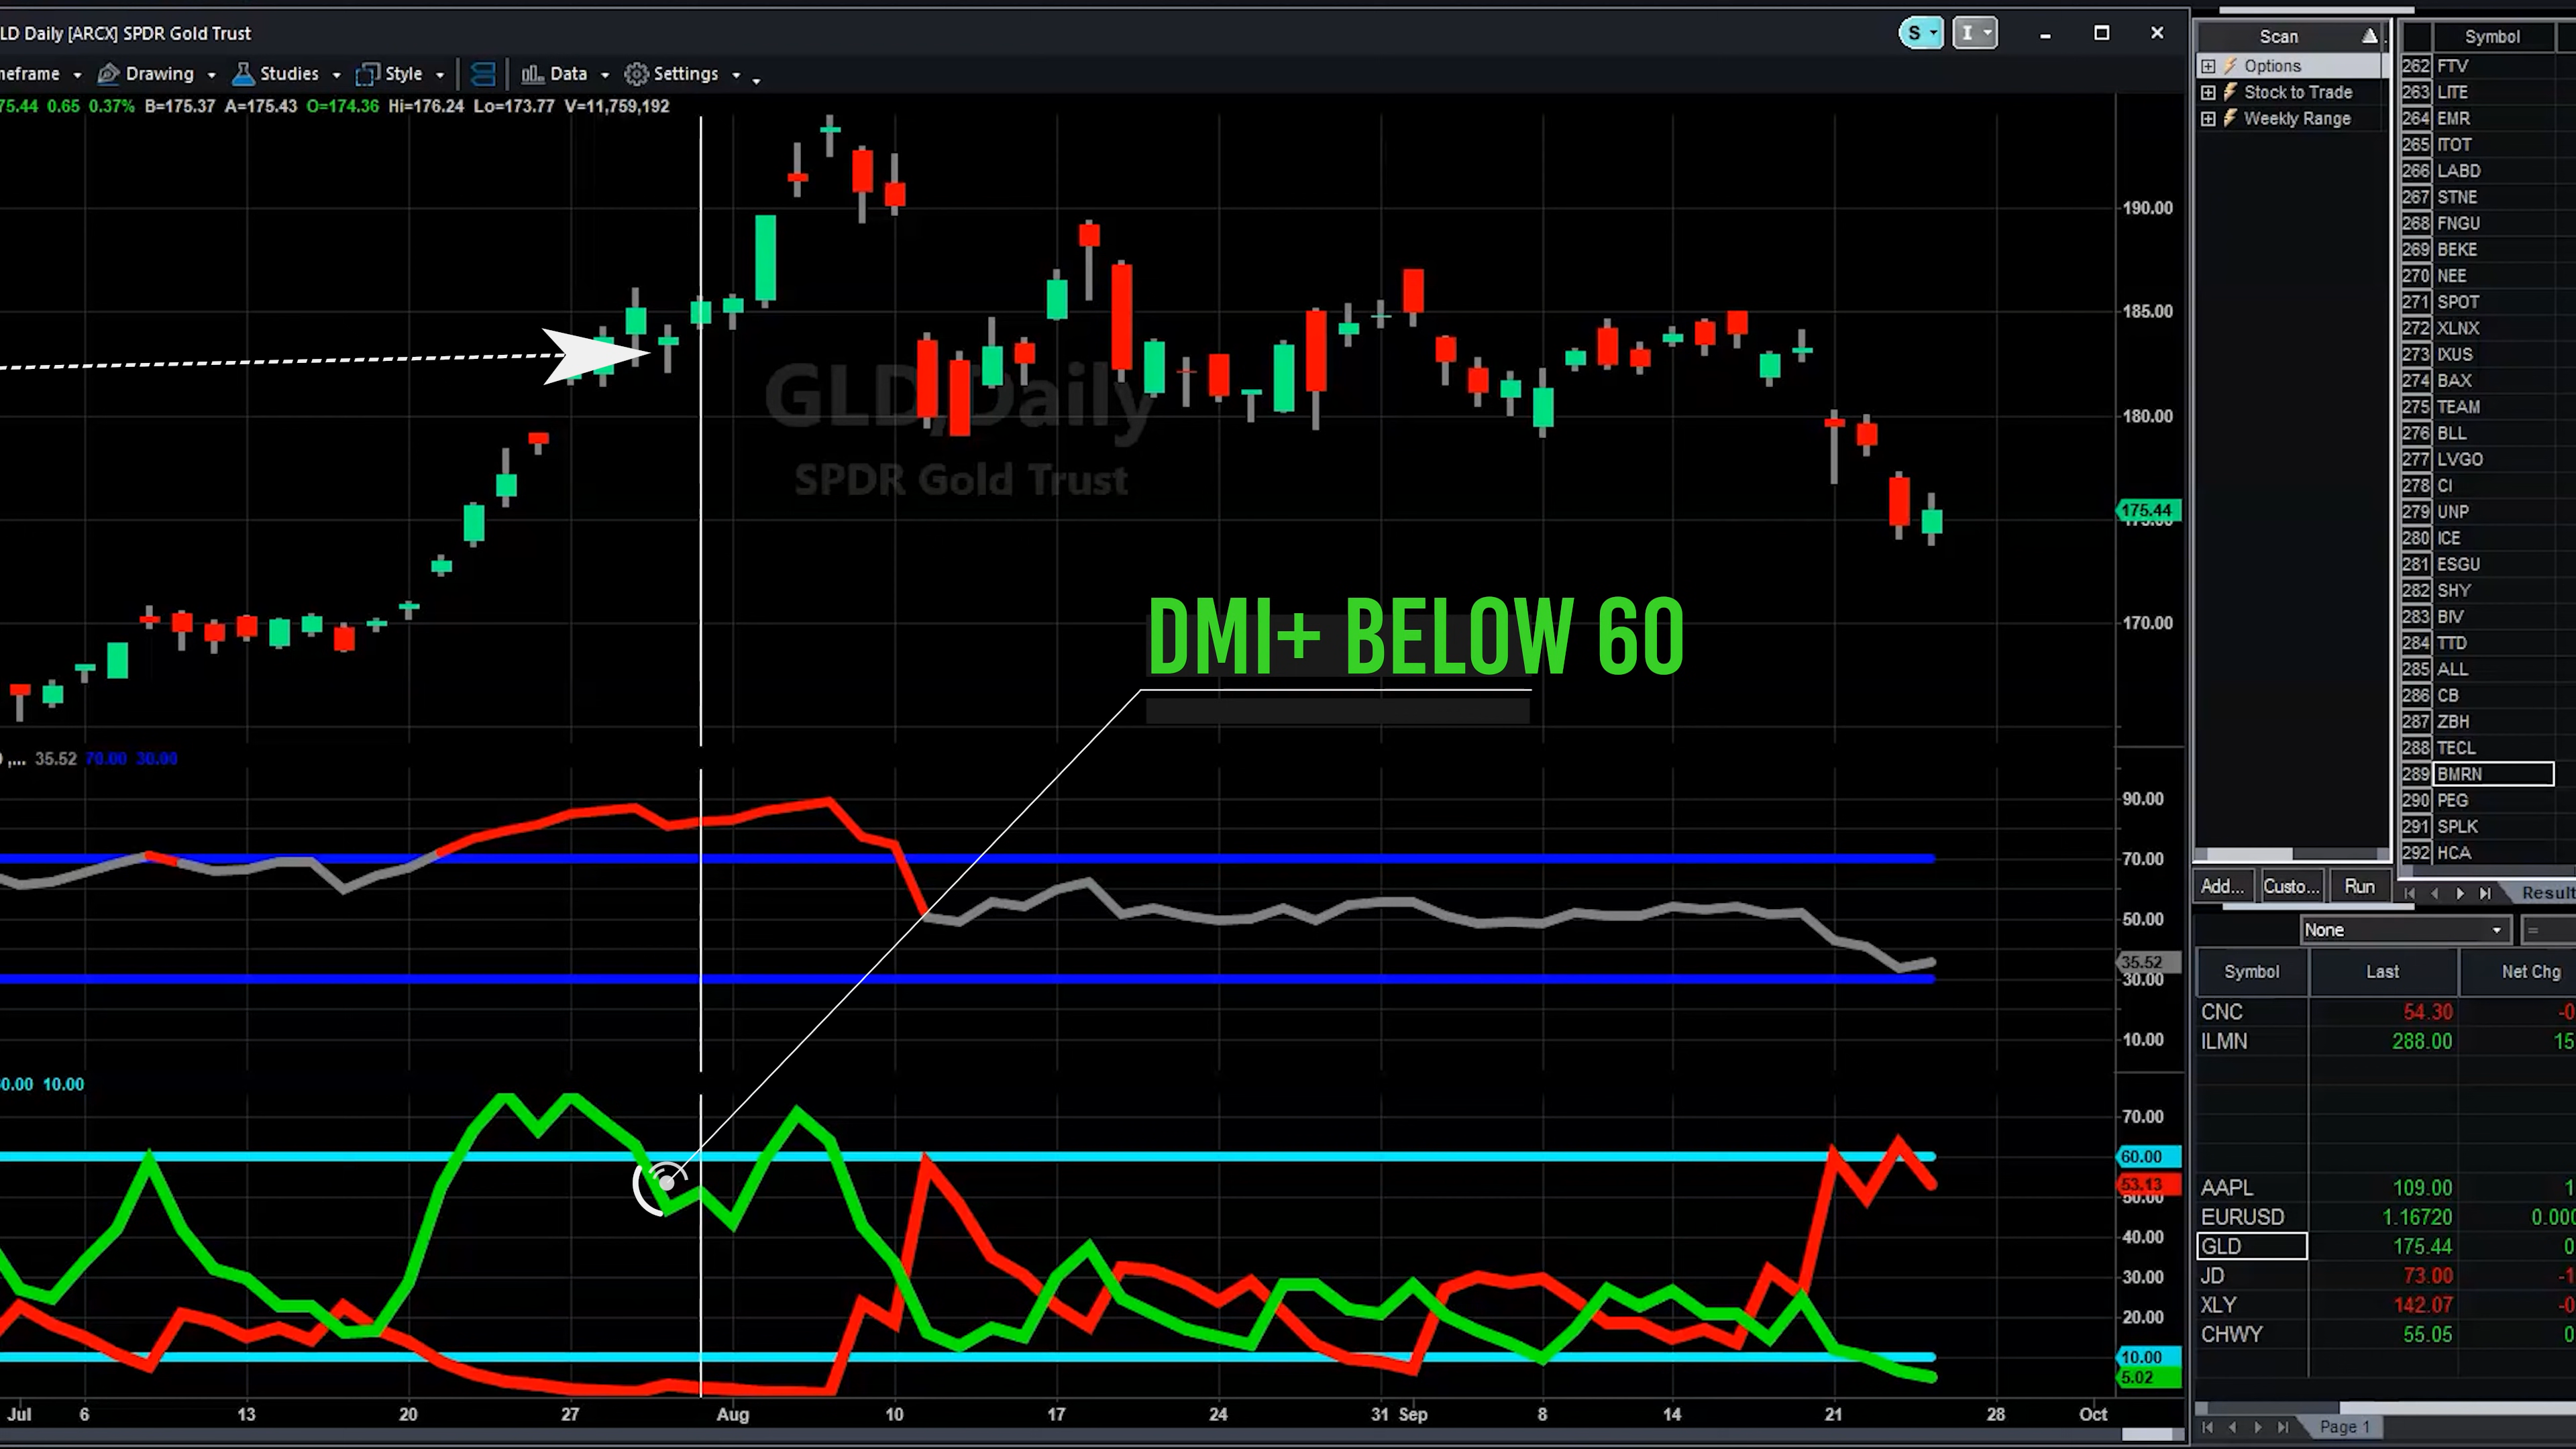 LD Daily [ARCX] SPDR Gold Trust
S
I
neframe
Drawing
Studies
Style
Data
Settings
75.44 0.65 0.37% B=175.37 A=175.43 O=174.36 Hi=176.24 Lo=173.77 V=11,759,192
GLD,Daily
SPDR Gold Trust
DMI+ BELOW 60
190.00
185.00
180.00
175.44
170.00
,... 35.52 70.00 30.00
90.00
70.00
50.00
35.52
30.00
10.00
0.00 10.00
70.00
60.00
53.13
50.00
40.00
30.00
20.00
10.00
5.02
Jul 6 13 20 27 Aug 10 17 24 31 Sep 8 14 21 28 Oct
Scan
Options
Stock to Trade
Weekly Range
Add... Custo... Run
Symbol
262 FTV
263 LITE
264 EMR
265 ITOT
266 LABD
267 STNE
268 FNGU
269 BEKE
270 NEE
271 SPOT
272 XLNX
273 IXUS
274 BAX
275 TEAM
276 BLL
277 LVGO
278 CI
279 UNP
280 ICE
281 ESGU
282 SHY
283 BIV
284 TTD
285 ALL
286 CB
287 ZBH
288 TECL
289 BMRN
290 PEG
291 SPLK
292 HCA
Result
None =
Symbol Last Net Chg
CNC 54.30 -0
ILMN 288.00 15
AAPL 109.00 1
EURUSD 1.16720 0.000
GLD 175.44 0
JD 73.00 -1
XLY 142.07 -0
CHWY 55.05 0
Page 1